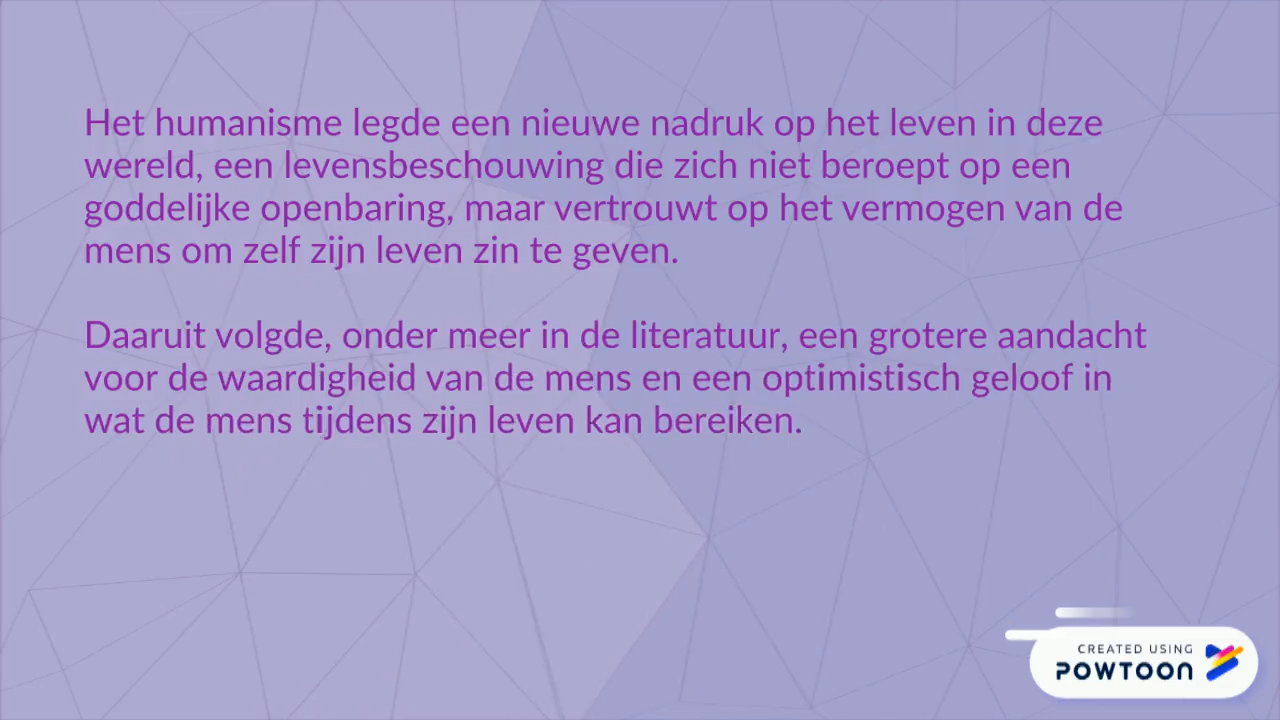 Het humanisme legde een nieuwe nadruk op het leven in deze
wereld, een levensbeschouwing die zich niet beroept op een
goddelijke openbaring, maar vertrouwt op het vermogen van de
mens om zelf zijn leven zin te geven.
Daaruit volgde, onder meer in de literatuur, een grotere aandacht
voor de waardigheid van de mens en een optimistisch geloof in
wat de mens tijdens zijn leven kan bereiken.
CREATED USING
POWTOON